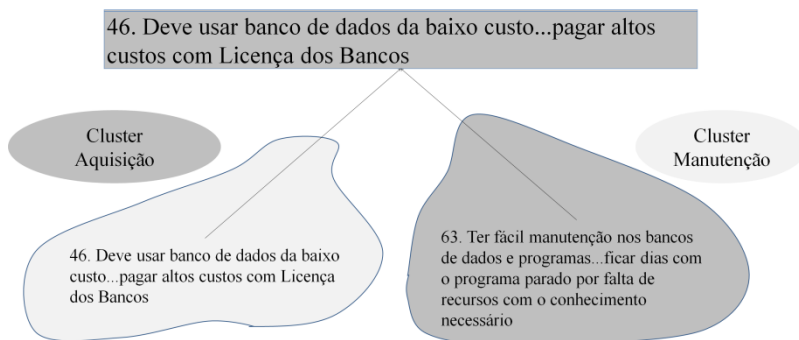 46. Deve usar banco de dados da baixo custo...pagar altos
custos com Licença dos Bancos
Cluster
Aquisição
Cluster
Manutenção
46. Deve usar banco de dados da baixo
custo...pagar altos custos com Licença
dos Bancos
63. Ter fácil manutenção nos bancos
de dados e programas...ficar dias com
o programa parado por falta de
recursos com o conhecimento
necessário